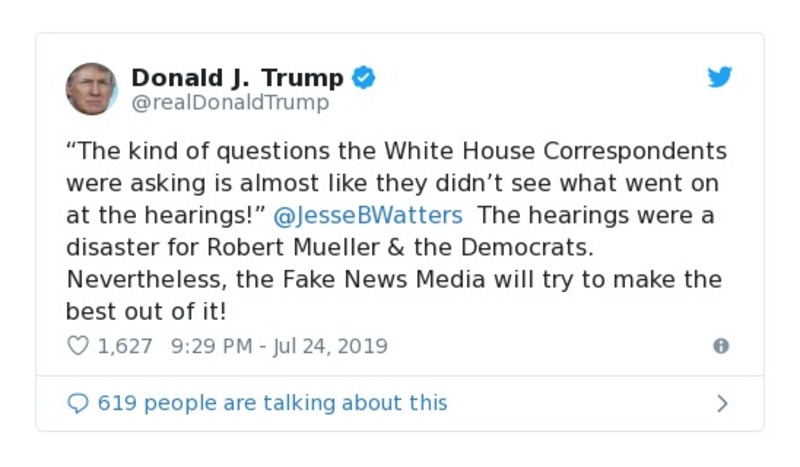 Donald J. Trump
@realDonaldTrump
“The kind of questions the White House Correspondents
were asking is almost like they didn’t see what went on
at the hearings!” @JesseBWatters The hearings were a
disaster for Robert Mueller & the Democrats.
Nevertheless, the Fake News Media will try to make the
best out of it!
1,627 9:29 PM - Jul 24, 2019
619 people are talking about this